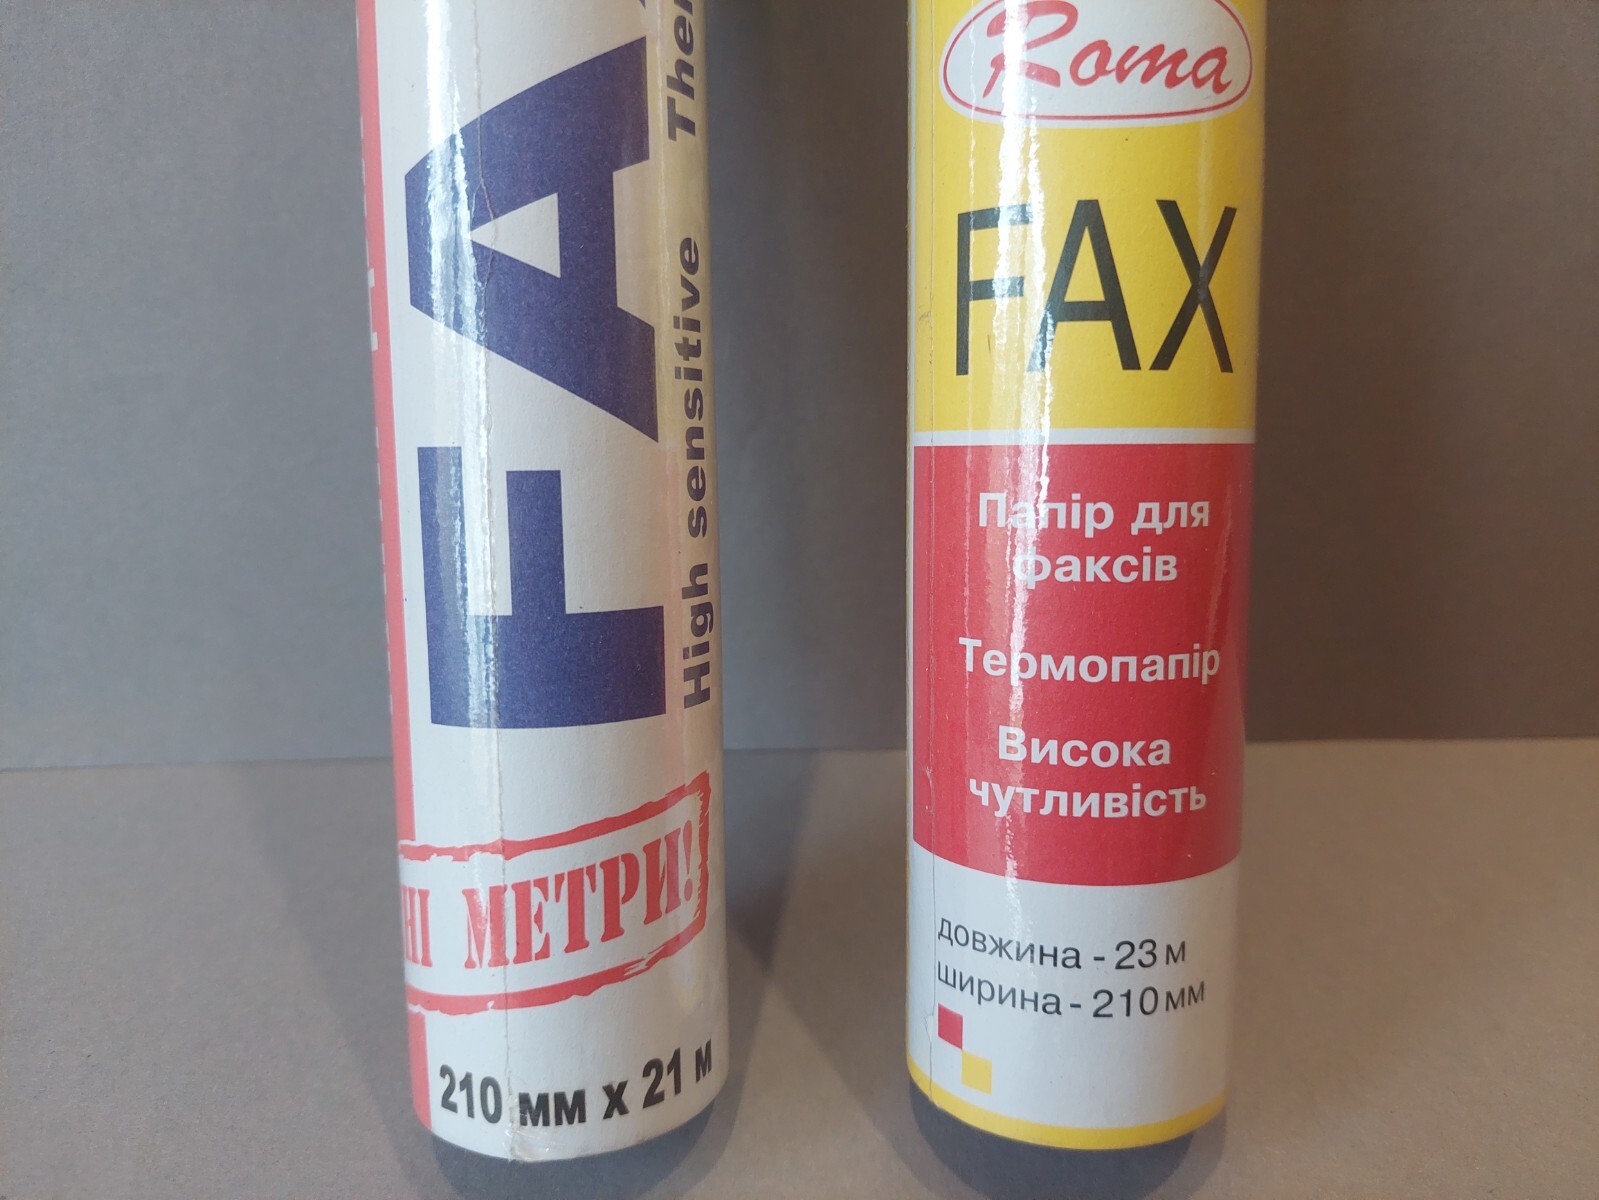 FA
High sensitive
НІ МЕТРИ!
210 мм х 21 м
Roma
FAX
Папір для
факсів
Термопапір
Висока
чутливість
довжина - 23 м
ширина - 210 мм